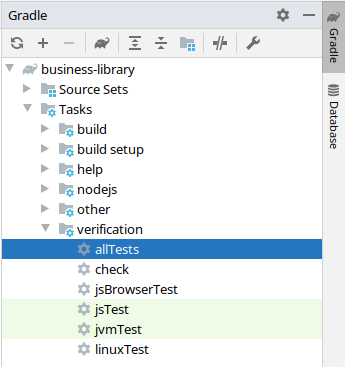 Gradle
business-library
Source Sets
Tasks
build
build setup
help
nodejs
other
verification
allTests
check
jsBrowserTest
jsTest
jvmTest
linuxTest
Gradle
Database